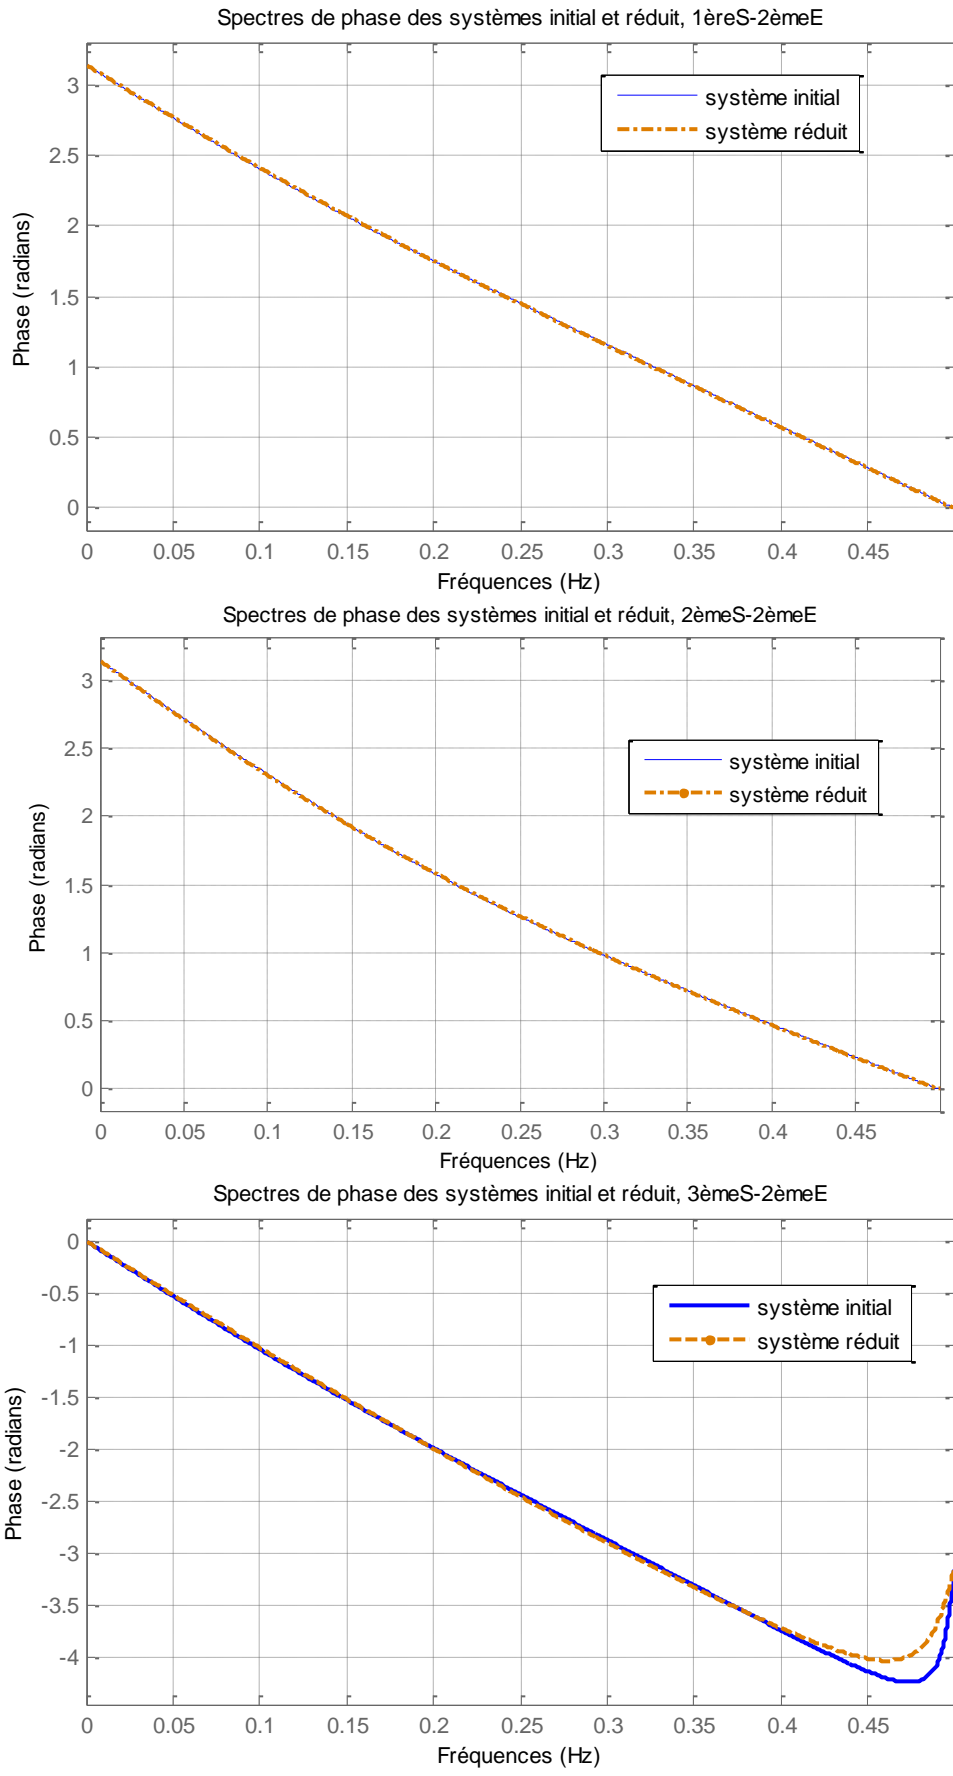 Spectres de phase des systèmes initial et réduit, 1èreS-2èmeE
système initial
système réduit
Phase (radians)
3
2.5
2
1.5
1
0.5
0
0 0.05 0.1 0.15 0.2 0.25 0.3 0.35 0.4 0.45
Fréquences (Hz)
Spectres de phase des systèmes initial et réduit, 2èmeS-2èmeE
système initial
système réduit
Phase (radians)
3
2.5
2
1.5
1
0.5
0
0 0.05 0.1 0.15 0.2 0.25 0.3 0.35 0.4 0.45
Fréquences (Hz)
Spectres de phase des systèmes initial et réduit, 3èmeS-2èmeE
système initial
système réduit
Phase (radians)
0
-0.5
-1
-1.5
-2
-2.5
-3
-3.5
-4
0 0.05 0.1 0.15 0.2 0.25 0.3 0.35 0.4 0.45
Fréquences (Hz)